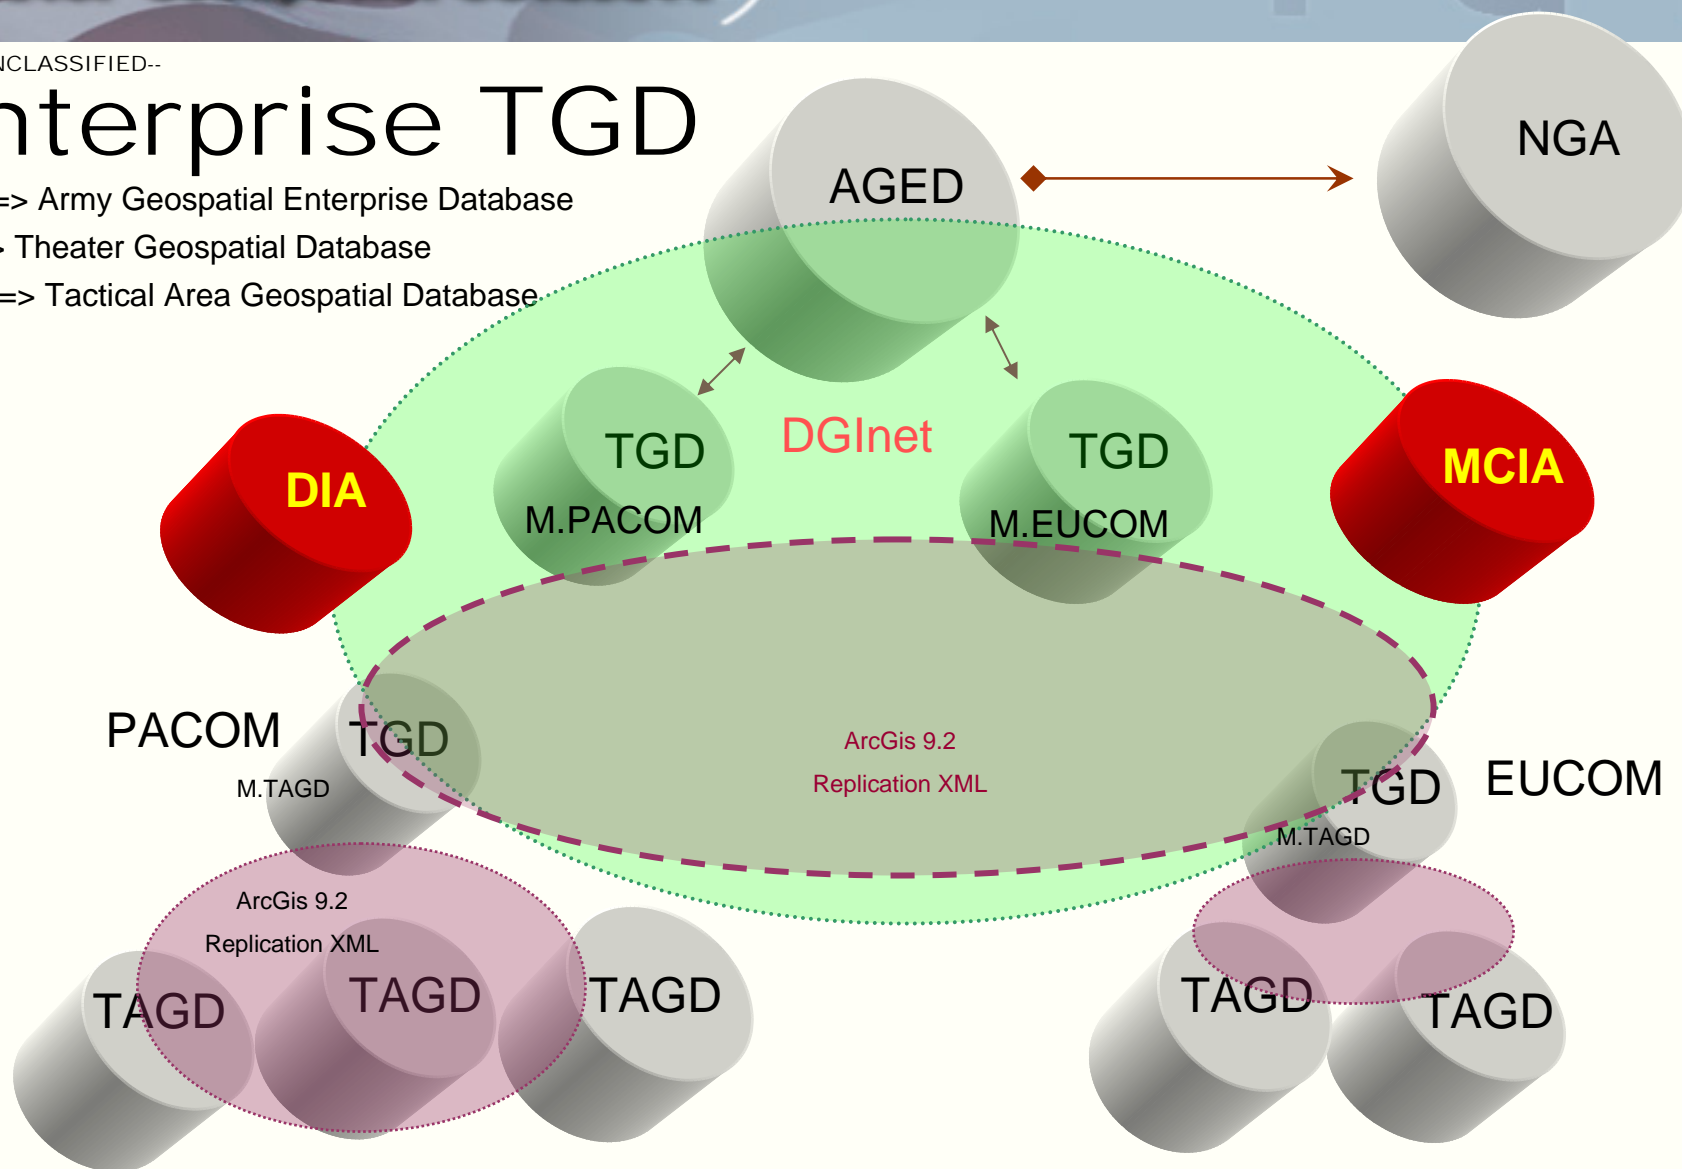 NCLASSIFIED--
nterprise TGD
=> Army Geospatial Enterprise Database
> Theater Geospatial Database
=> Tactical Area Geospatial Database
AGED
NGA
DGInet
TGD
M.PACOM
TGD
M.EUCOM
DIA
MCIA
PACOM
TGD
M.TAGD
ArcGis 9.2
Replication XML
TGD
EUCOM
M.TAGD
ArcGis 9.2
Replication XML
TAGD
TAGD
TAGD
TAGD
TAGD